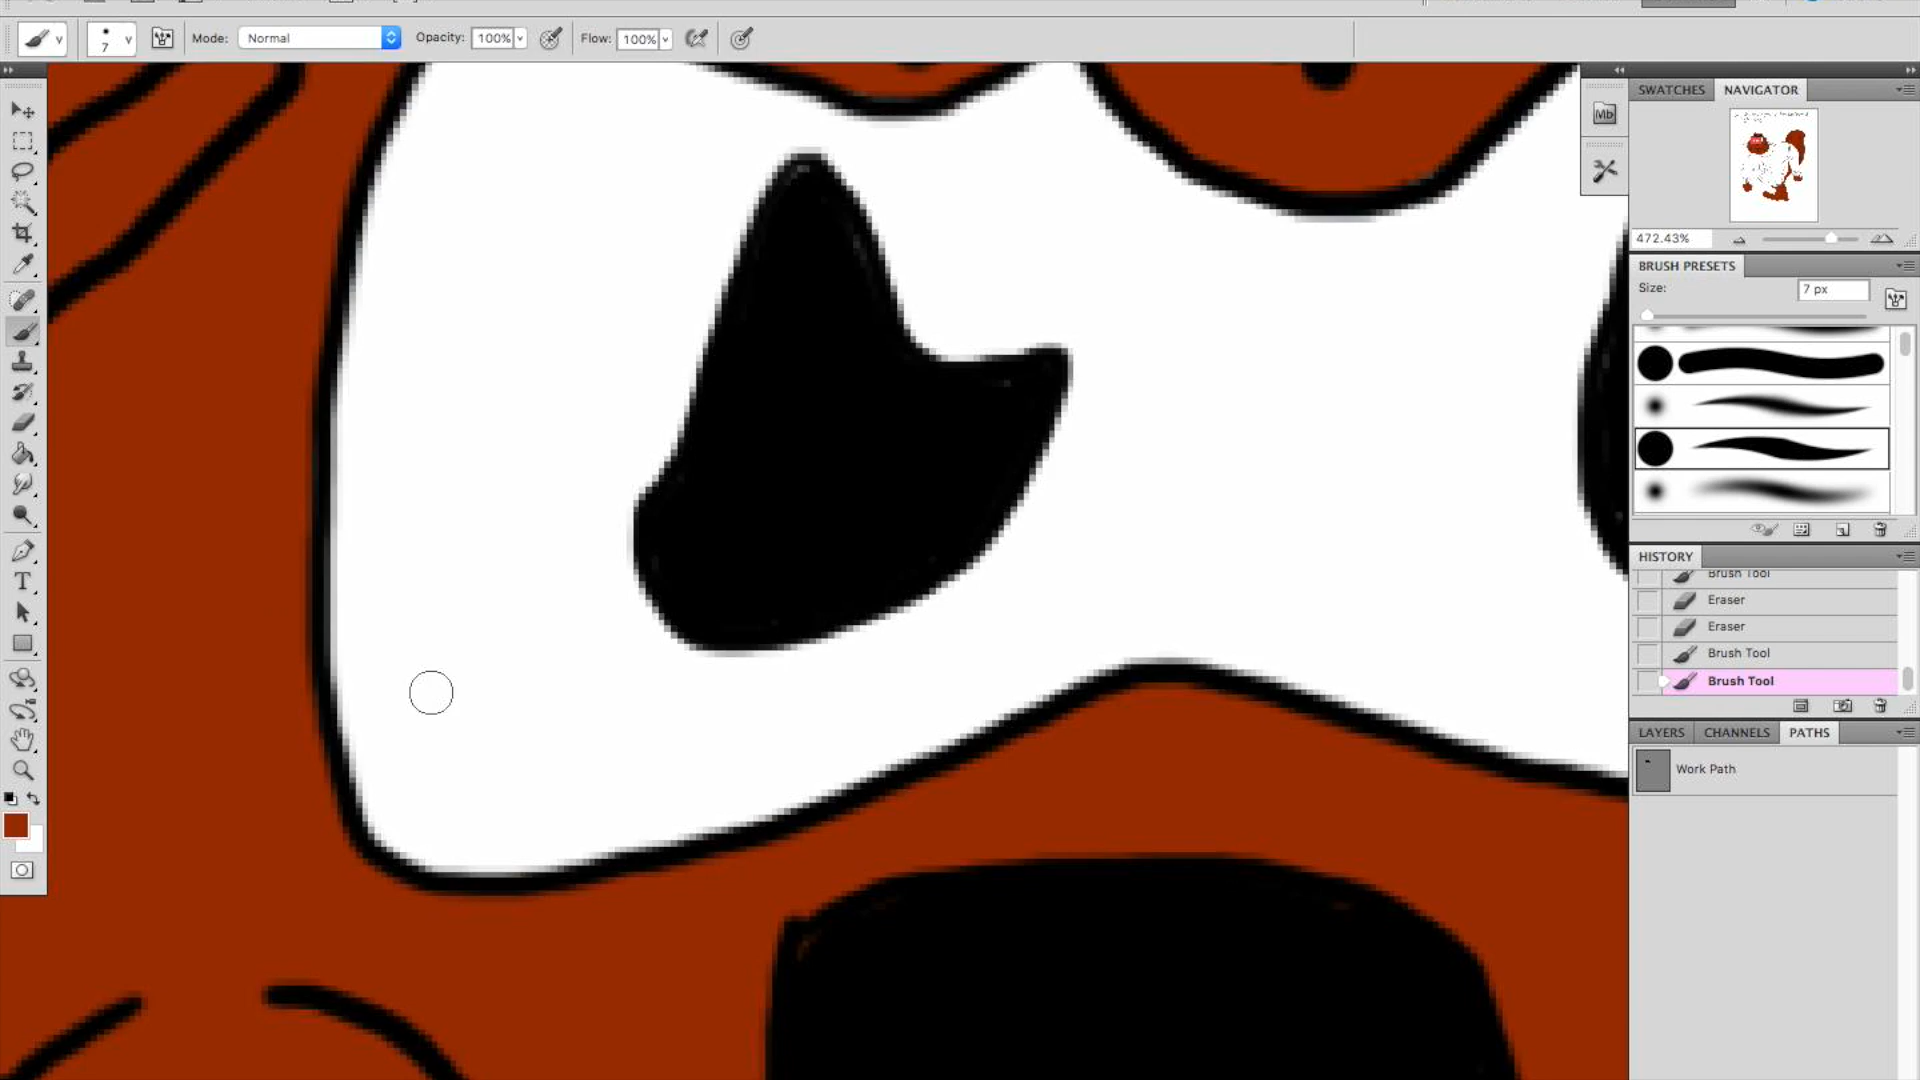 7 Mode: Normal Opacity: 100% Flow: 100%
Mb
SWATCHES NAVIGATOR
472.43%
BRUSH PRESETS
Size: 7 px
HISTORY
Brush Tool
Eraser
Eraser
Brush Tool
Brush Tool
LAYERS CHANNELS PATHS
Work Path
T